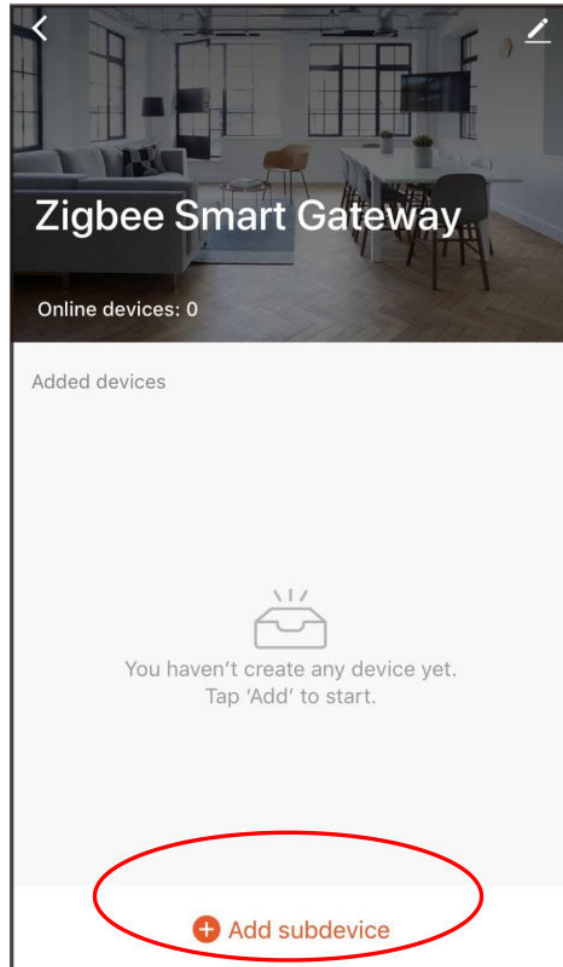 Zigbee Smart Gateway
Online devices: 0
Added devices
You haven't create any device yet.
Tap ‘Add’ to start.
Add subdevice